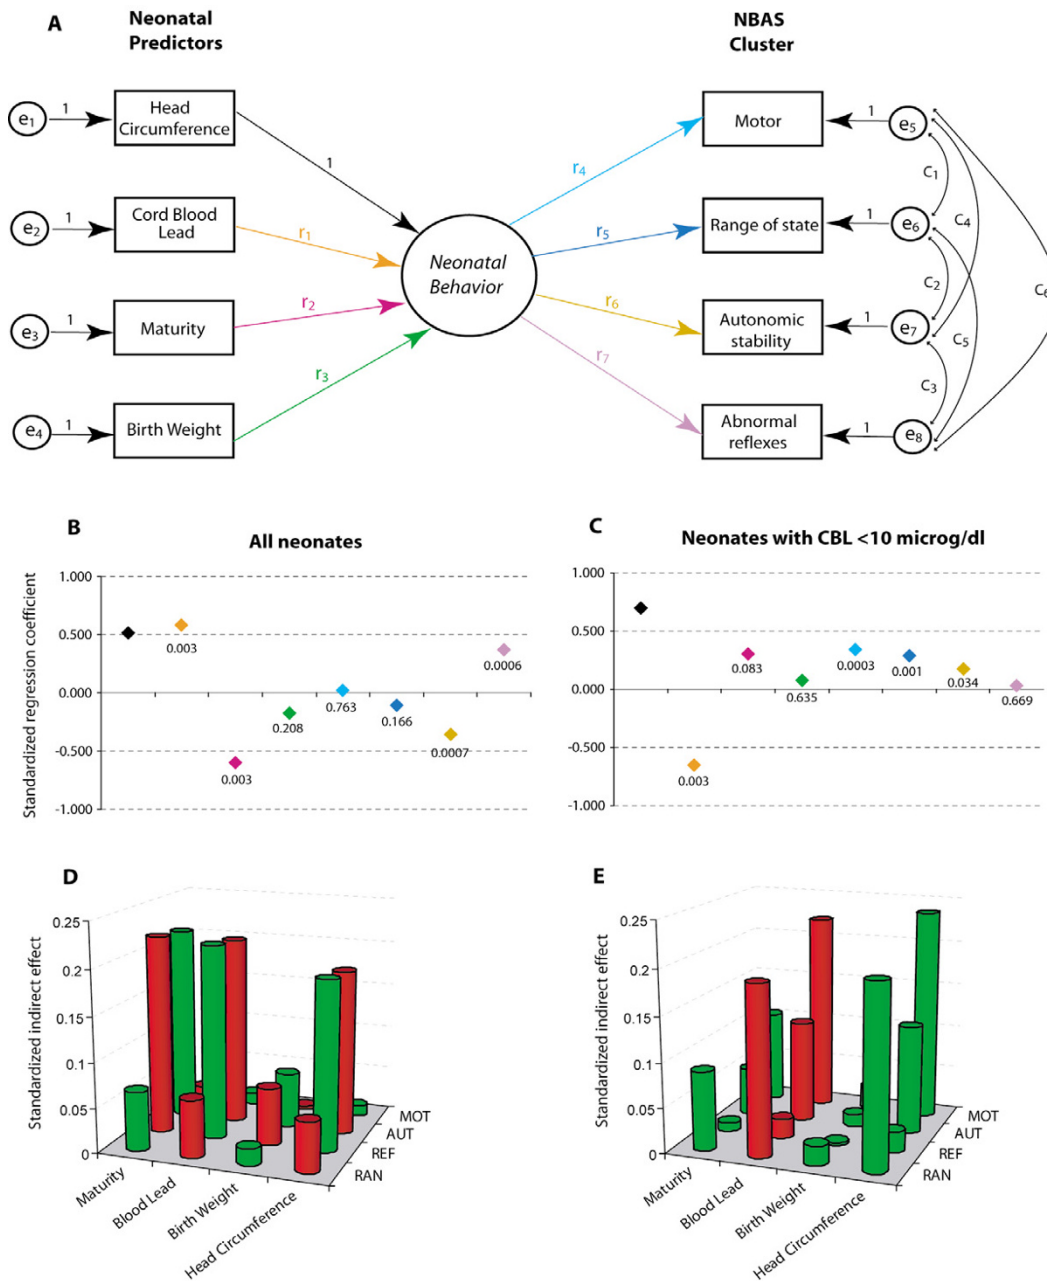 A
Neonatal
Predictors
NBAS
Cluster
e1
1
Head
Circumference
1
r4
Motor
1
e5
C1
e2
1
Cord Blood
Lead
r1
Neonatal
Behavior
r5
Range of state
1
e6
C4
C2
C6
e3
1
Maturity
r2
r6
Autonomic
stability
1
e7
C5
r3
r7
C3
e4
1
Birth Weight
Abnormal
reflexes
1
e8
B
All neonates
Standardized regression coefficient
1.000
0.500
0.000
-0.500
-1.000
0.003
0.003
0.208
0.763
0.166
0.0007
0.0006
C
Neonates with CBL <10 microg/dl
1.000
0.500
0.000
-0.500
-1.000
0.003
0.083
0.635
0.0003
0.001
0.034
0.669
D
Standardized indirect effect
0.25
0.2
0.15
0.1
0.05
0
Maturity
Blood Lead
Birth Weight
Head Circumference
MOT
AUT
REF
RAN
E
Standardized indirect effect
0.25
0.2
0.15
0.1
0.05
0
Maturity
Blood Lead
Birth Weight
Head Circumference
MOT
AUT
REF
RAN